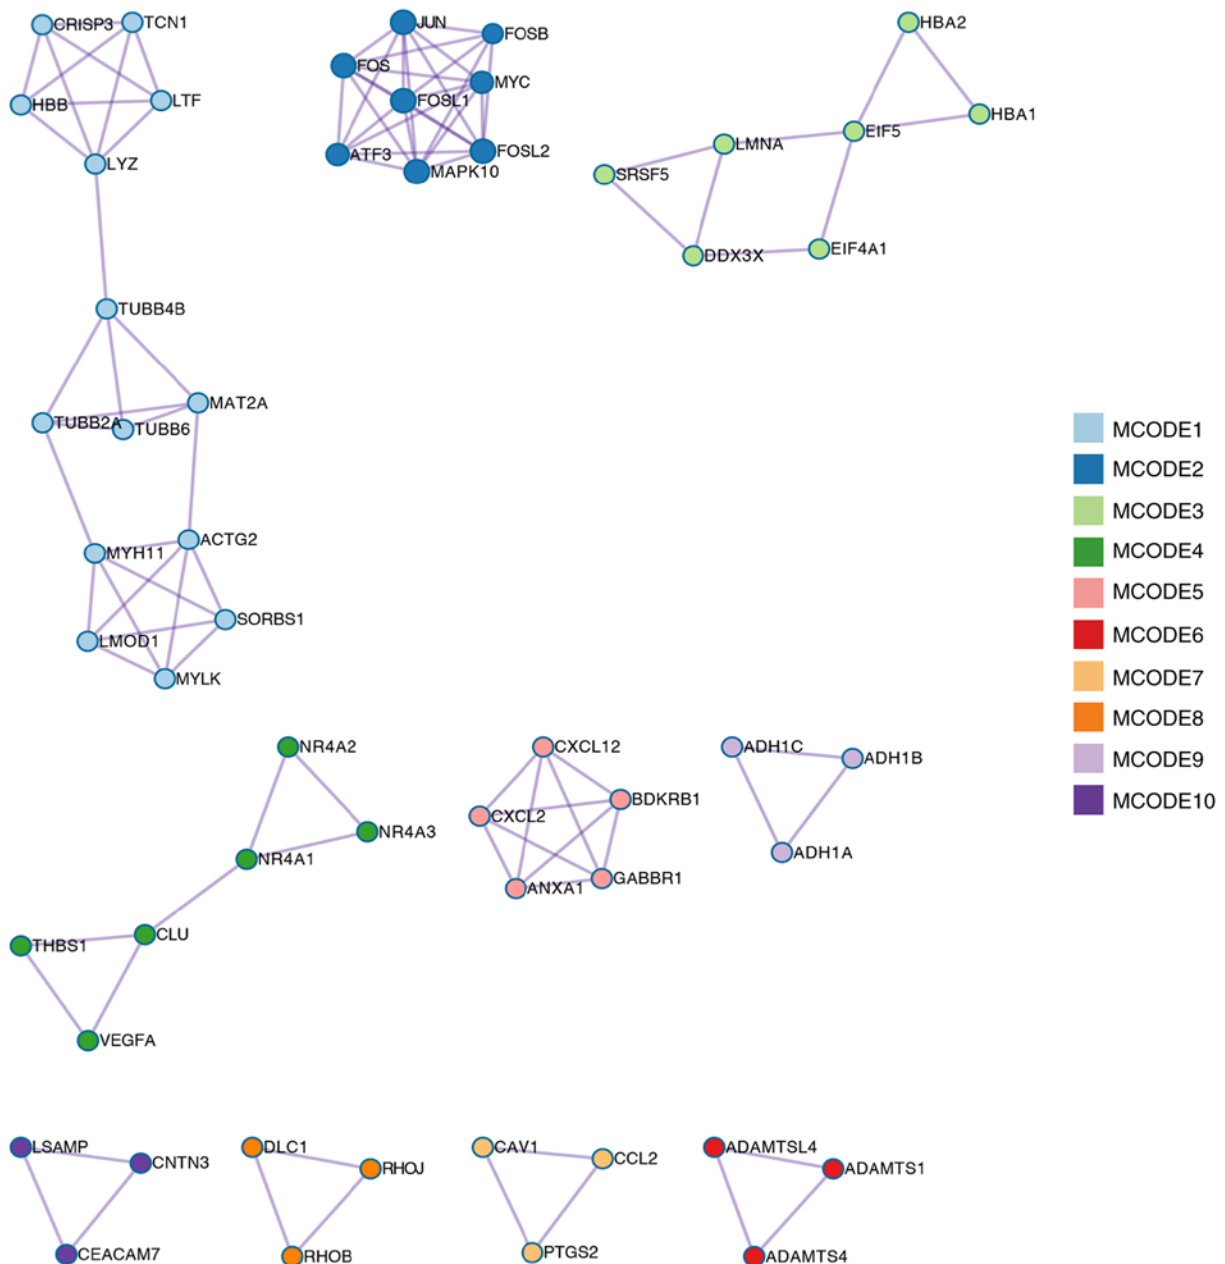 CRISP3
TCN1
HBB
LTF
LYZ
TUBB4B
MAT2A
TUBB2A
TUBB6
ACTG2
MYH11
SORBS1
LMOD1
MYLK
JUN
FOSB
FOS
MYC
FOSL1
ATF3
FOSL2
MAPK10
HBA2
HBA1
EIF5
LMNA
SRSF5
DDX3X
EIF4A1
MCODE1
MCODE2
MCODE3
MCODE4
MCODE5
MCODE6
MCODE7
MCODE8
MCODE9
MCODE10
NR4A2
NR4A3
NR4A1
CLU
THBS1
VEGFA
CXCL12
BDKRB1
CXCL2
GABBR1
ANXA1
ADH1C
ADH1B
ADH1A
LSAMP
CNTN3
CEACAM7
DLC1
RHOJ
RHOB
CAV1
CCL2
PTGS2
ADAMTSL4
ADAMTS1
ADAMTS4